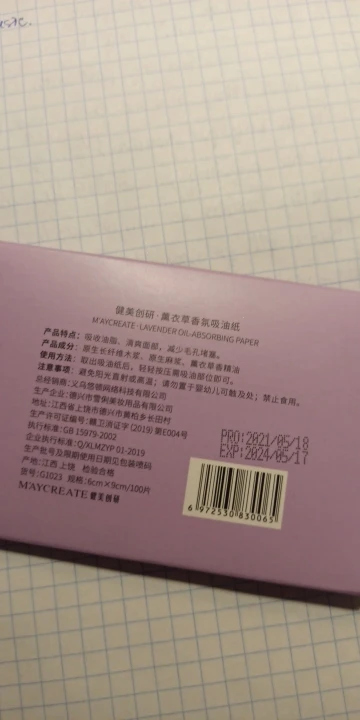 健美创研·薰衣草香氛吸油纸
M'AYCREATE·LAVENDER OIL-ABSORBING PAPER
产品特点：吸收油脂，清爽面部，减少毛孔堵塞。
产品成分：原生长纤维木浆、原生麻浆、薰衣草香精油
使用方法：取出吸油纸后，轻轻按压需吸油部位即可。
注意事项：避免阳光直射或高温；请勿置于婴幼儿可触及处；禁止食用。
总经销商：义乌悠顿网络科技有限公司
生产企业：德兴市雪俐美妆用品有限公司
地址：江西省上饶市德兴市黄柏乡长田村
生产许可证编号：赣卫消证字(2019)第E004号
执行标准：GB 15979-2002
企业执行标准：Q/XLMZYP 01-2019
生产批号及限期使用日期见包装喷码
产地：江西 上饶 检验合格
货号：G1023 规格：6cm×9cm/100片
M'AYCREATE 健美创研
PRO:2021/05/18
EXP:2024/05/17
6 972530 830065